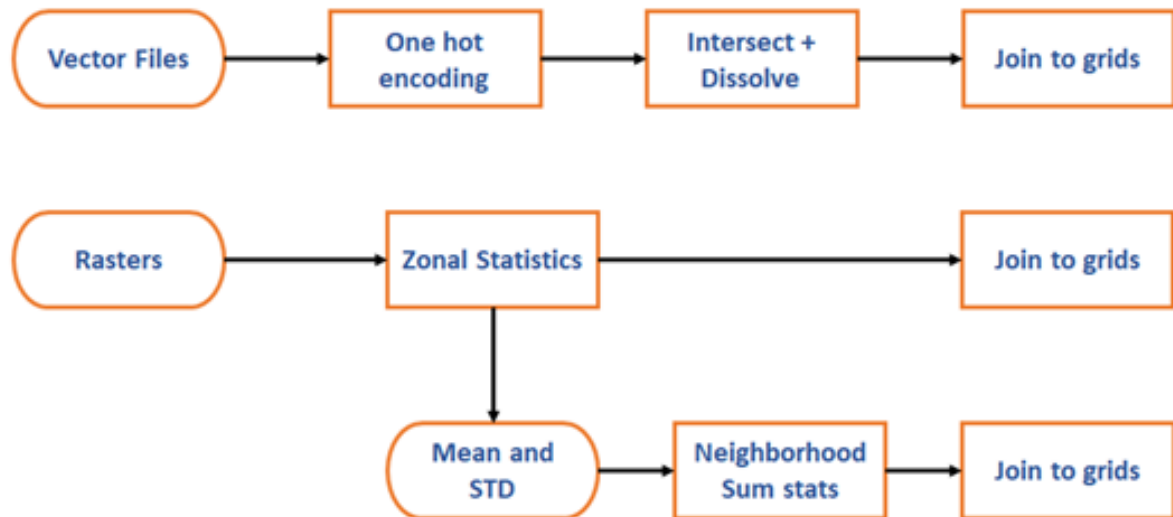 Vector Files
One hot
encoding
Intersect +
Dissolve
Join to grids
Rasters
Zonal Statistics
Join to grids
Mean and
STD
Neighborhood
Sum stats
Join to grids